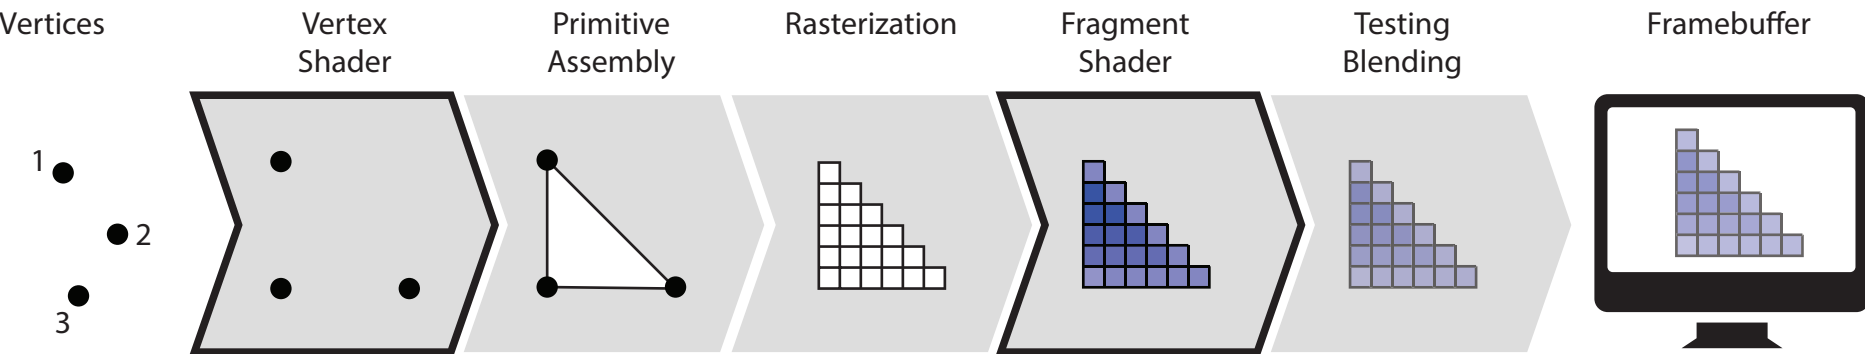 Vertices
Vertex
Shader
Primitive
Assembly
Rasterization
Fragment
Shader
Testing
Blending
Framebuffer
1
2
3